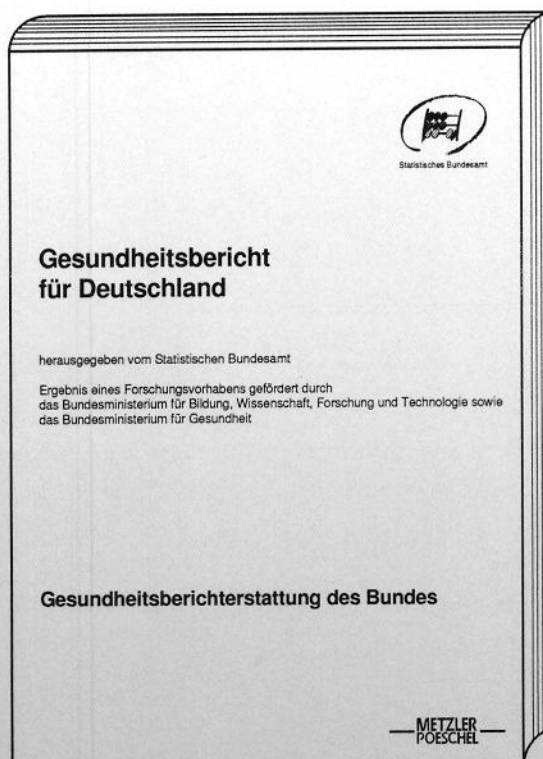 Statistisches Bundesamt
Gesundheitsbericht
für Deutschland
herausgegeben vom Statistischen Bundesamt
Ergebnis eines Forschungsvorhabens gefördert durch
das Bundesministerium für Bildung, Wissenschaft, Forschung und Technologie sowie
das Bundesministerium für Gesundheit
Gesundheitsberichterstattung des Bundes
METZLER
POESCHEL